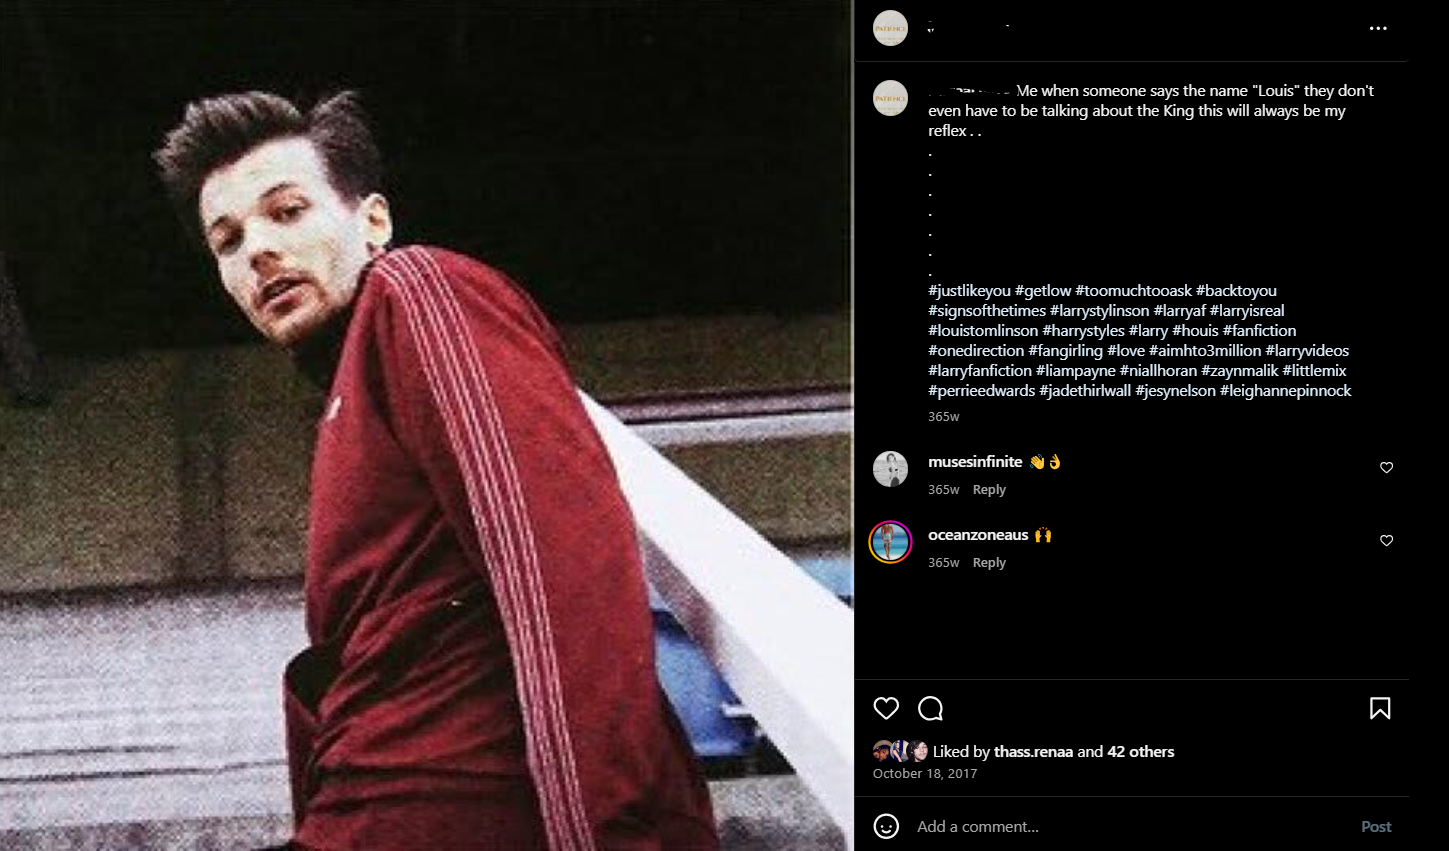 PATIENCE
PATIENCE
Me when someone says the name "Louis" they don't
even have to be talking about the King this will always be my
reflex . .
.
.
.
.
.
.
.
#justlikeyou #getlow #toomuchtooask #backtoyou
#signsofthetimes #larrystylinson #larryaf #larryisreal
#louistomlinson #harrystyles #larry #houis #fanfiction
#onedirection #fangirling #love #aimhto3million #larryvideos
#larryfanfiction #liampayne #niallhoran #zaynmalik #littlemix
#perrieedwards #jadethirlwall #jesynelson #leighannepinnock
365w
musesinfinite 👏👌
365w Reply
oceanzoneaus 🙌
365w Reply
Liked by thass.renaa and 42 others
October 18, 2017
Add a comment...
Post